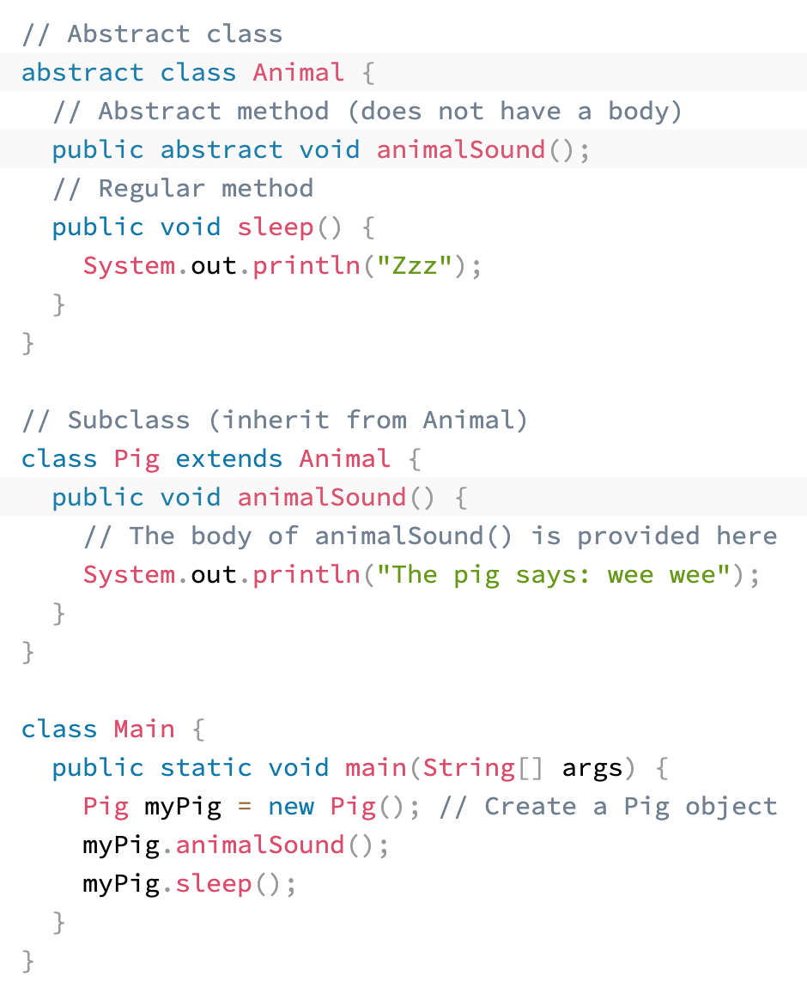 // Abstract class
abstract class Animal {
  // Abstract method (does not have a body)
  public abstract void animalSound();
  // Regular method
  public void sleep() {
    System.out.println("Zzz");
  }
}

// Subclass (inherit from Animal)
class Pig extends Animal {
  public void animalSound() {
    // The body of animalSound() is provided here
    System.out.println("The pig says: wee wee");
  }
}

class Main {
  public static void main(String[] args) {
    Pig myPig = new Pig(); // Create a Pig object
    myPig.animalSound();
    myPig.sleep();
  }
}